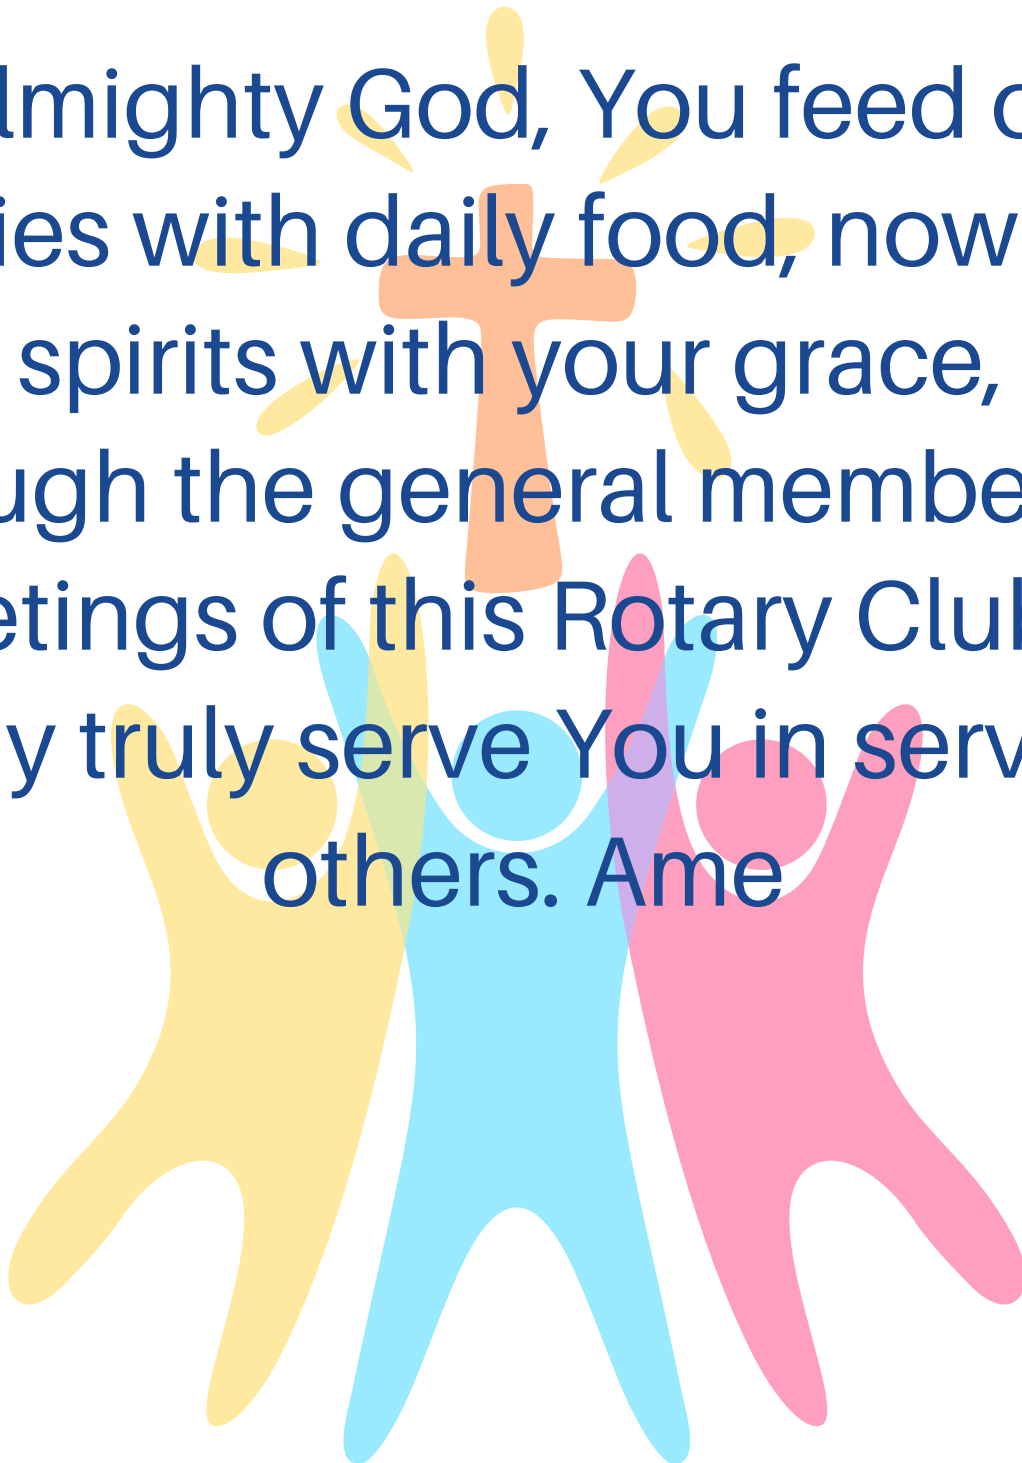 lmighty God, You feed o
ies with daily food, now
spirits with your grace,
ugh the general membe
etings of this Rotary Club
y truly serve You in serv
others. Ame